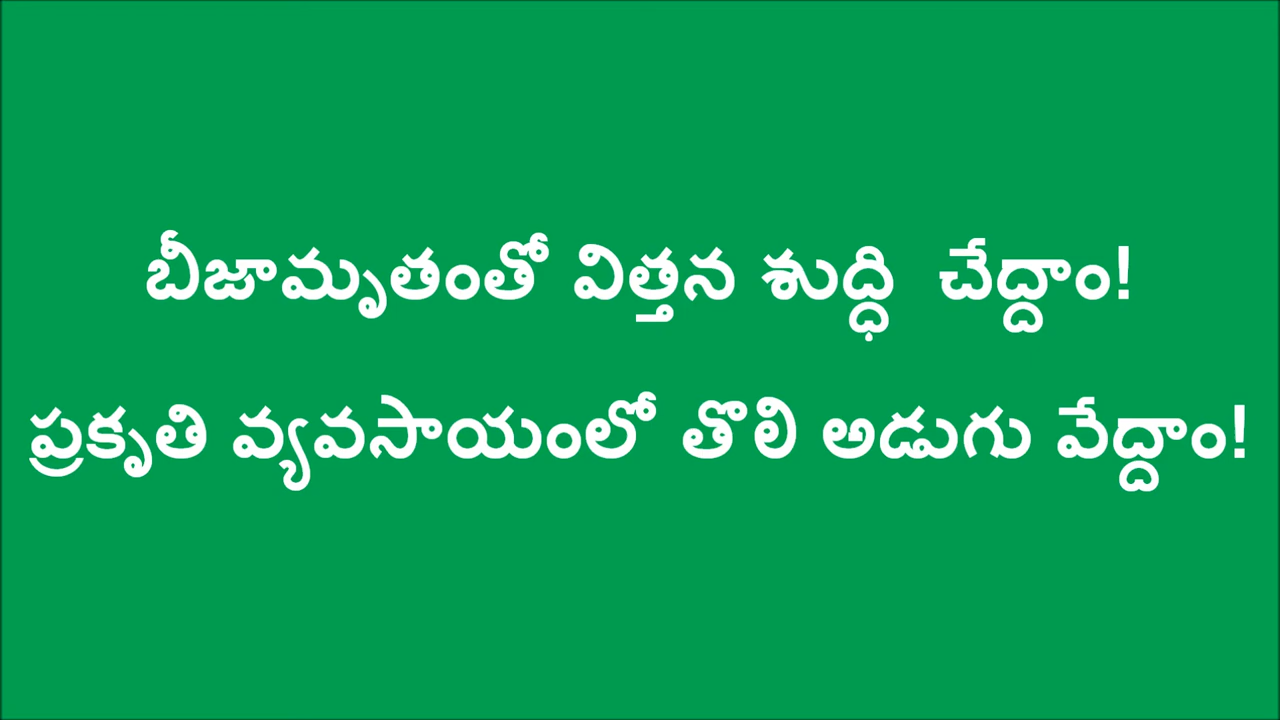 బీజామృతంతో విత్తన శుద్ధి  చేద్దాం!
ప్రకృతి వ్యవసాయంలో తొలి అడుగు వేద్దాం!